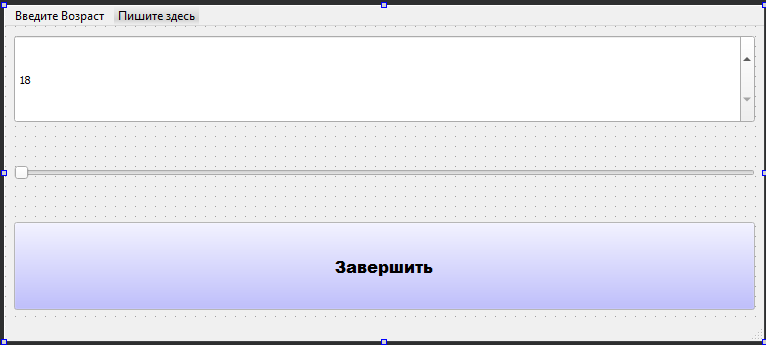 Введите Возраст Пишите здесь
18
Завершить